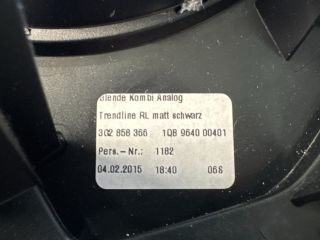 Blende Kombi Analog
Trendline RL matt schwarz
3G2 858 366 1QB 9640 00401
Pers.-Nr.: 1182
04.02.2015 18:40 06S